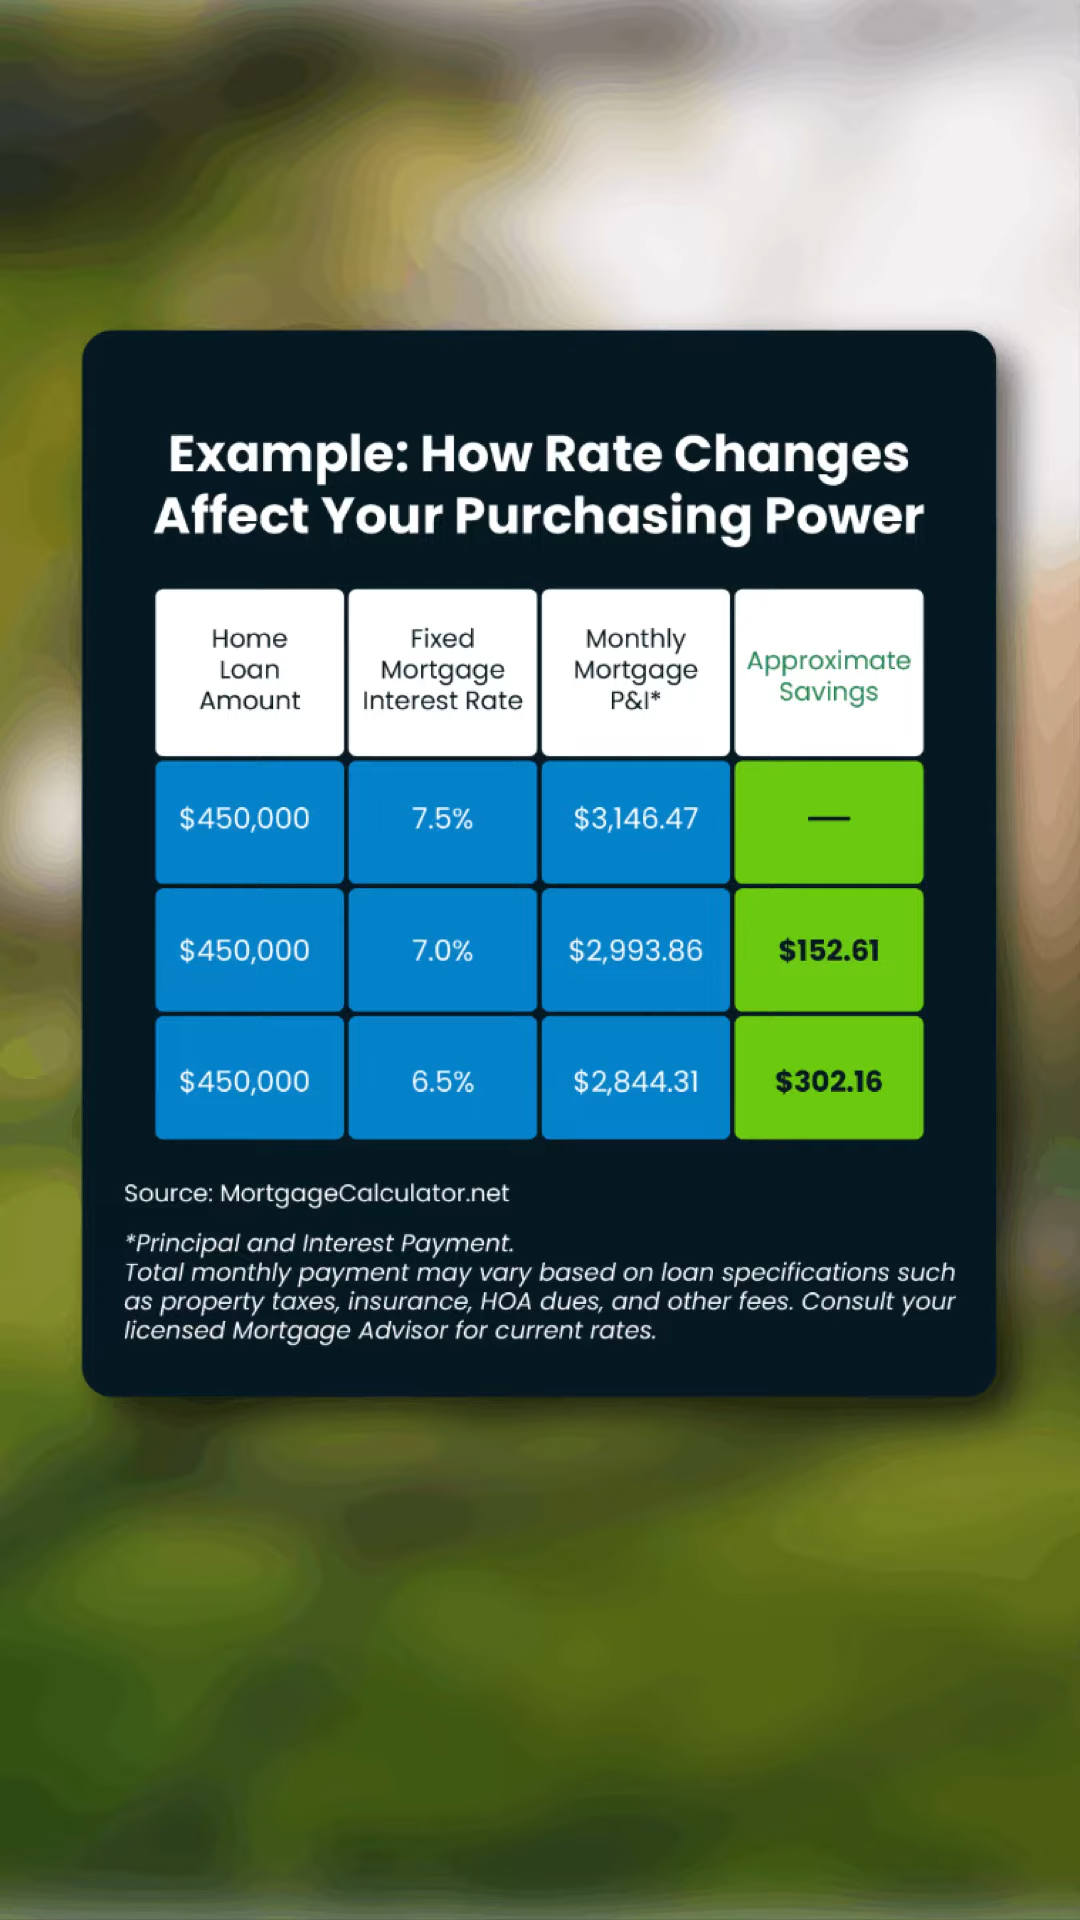 Example: How Rate Changes
Affect Your Purchasing Power
Home
Loan
Amount
Fixed
Mortgage
Interest Rate
Monthly
Mortgage
P&I*
Approximate
Savings
$450,000 7.5% $3,146.47 —
$450,000 7.0% $2,993.86 $152.61
$450,000 6.5% $2,844.31 $302.16
Source: MortgageCalculator.net
*Principal and Interest Payment.
Total monthly payment may vary based on loan specifications such
as property taxes, insurance, HOA dues, and other fees. Consult your
licensed Mortgage Advisor for current rates.